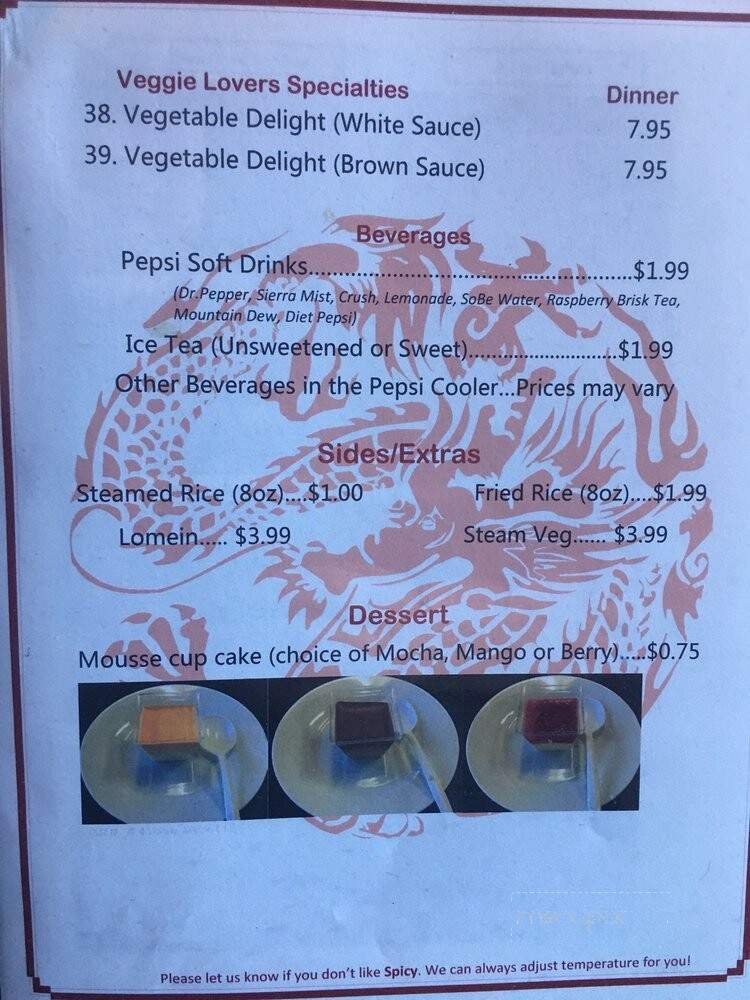 Veggie Lovers Specialties Dinner
38. Vegetable Delight (White Sauce) 7.95
39. Vegetable Delight (Brown Sauce) 7.95
Beverages
Pepsi Soft Drinks..........................................$1.99
(Dr.Pepper, Sierra Mist, Crush, Lemonade, SoBe Water, Raspberry Brisk Tea,
Mountain Dew, Diet Pepsi)
Ice Tea (Unsweetened or Sweet)............................$1.99
Other Beverages in the Pepsi Cooler...Prices may vary
Sides/Extras
Steamed Rice (8oz)....$1.00 Fried Rice (8oz)....$1.99
Lomein..... $3.99 Steam Veg...... $3.99
Dessert
Mousse cup cake (choice of Mocha, Mango or Berry).....$0.75
Please let us know if you don't like Spicy. We can always adjust temperature for you!